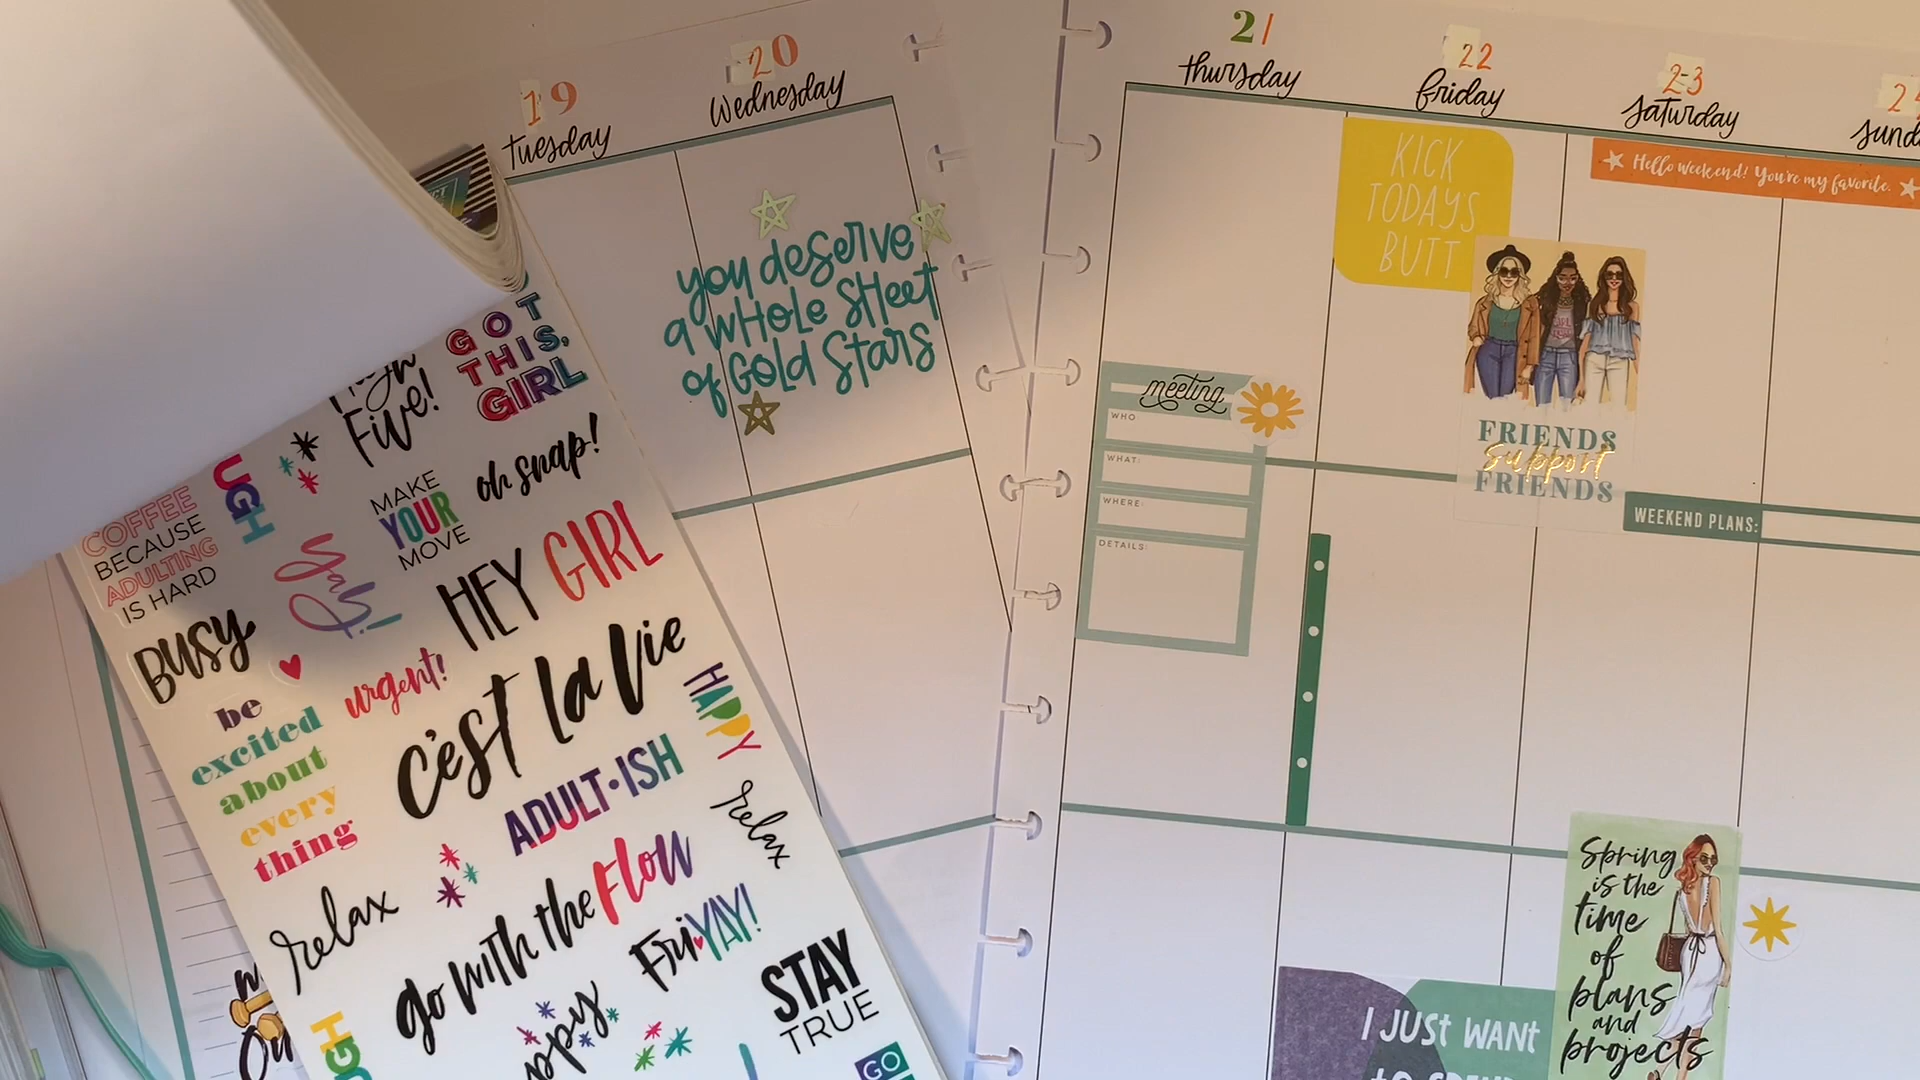 19
tuesday
20
Wednesday
21
thursday
22
friday
23
saturday
you deserve
a whole sheet
of gold stars
KICK
TODAYS
BUTT
Hello weekend! You're my favorite.
meeting
WHO
WHAT:
WHERE:
DETAILS:
FRIENDS
support
FRIENDS
WEEKEND PLANS:
Spring
is the
time
of
plans
and
projects
I JUST WANT
GOT
THIS,
GIRL
Five!
UGH
COFFEE
BECAUSE
ADULTING
IS HARD
MAKE
YOUR
MOVE
oh snap!
yah!
HEY GIRL
BUSY
urgent!
c'est la vie
HAPPY
be
excited
about
every
thing
ADULT·ISH
relax
relax
go with the FLOW
FriYAY!
STAY
TRUE
GO